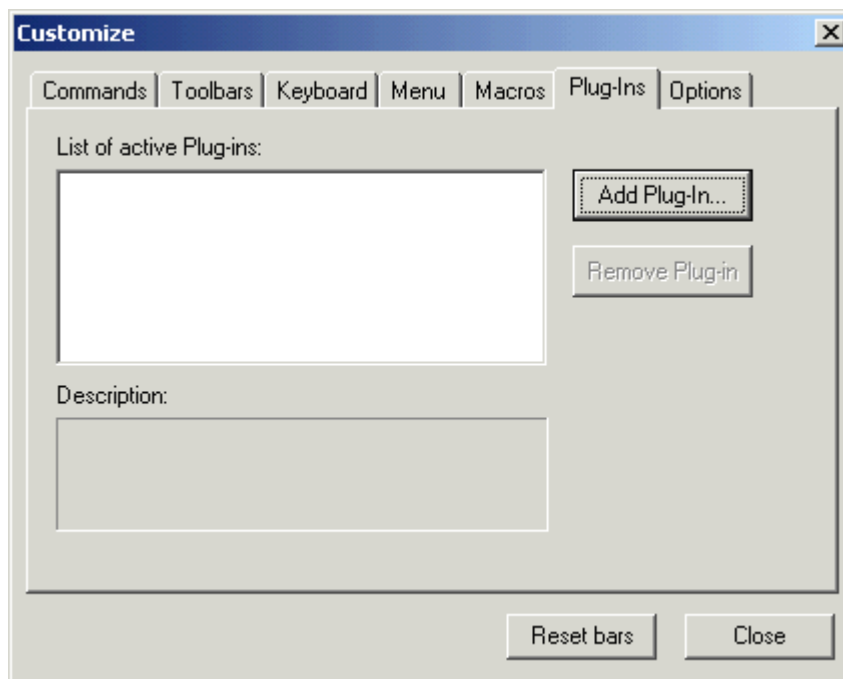 Customize
Commands Toolbars Keyboard Menu Macros Plug-Ins Options
List of active Plug-ins:
Add Plug-In...
Remove Plug-in
Description:
Reset bars Close